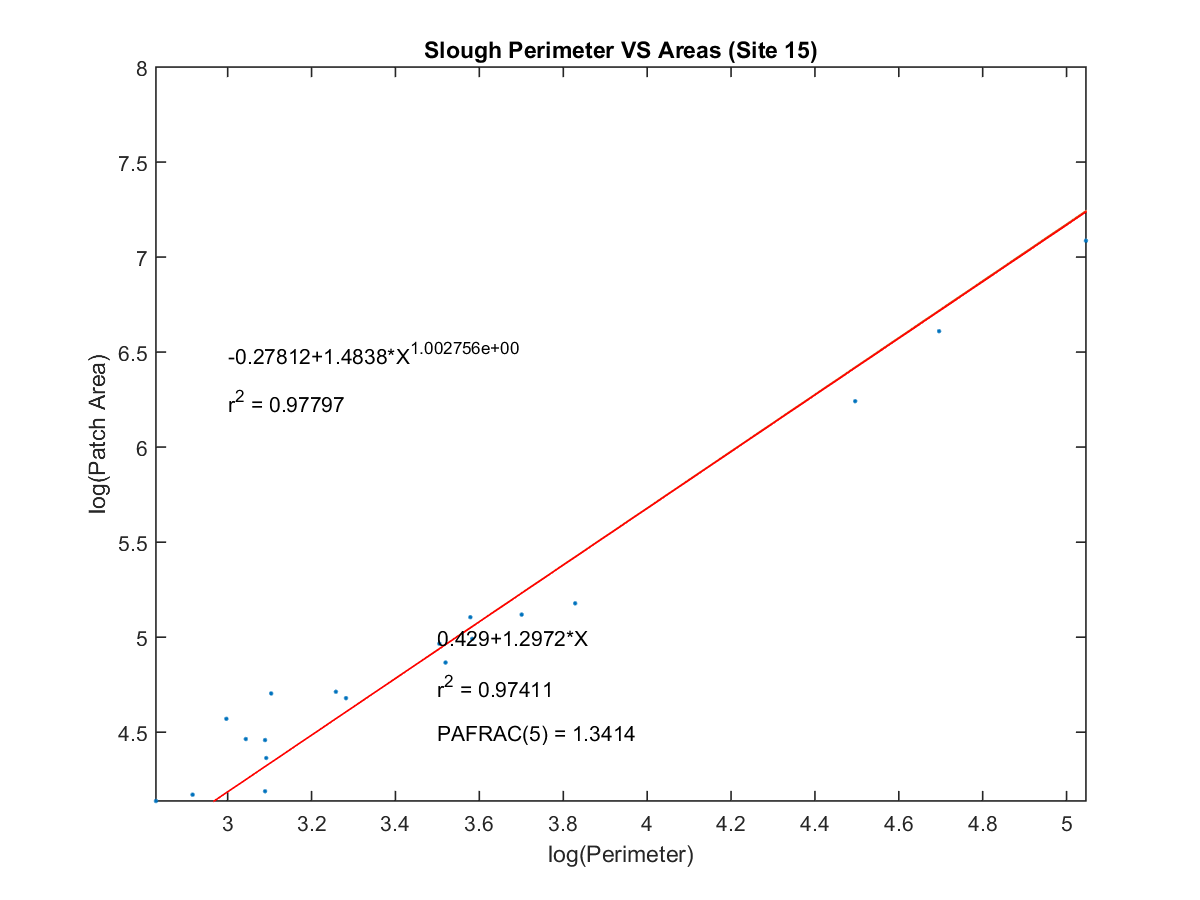 Slough Perimeter VS Areas (Site 15)
8
7.5
7
6.5
6
5.5
5
4.5
log(Patch Area)
-0.27812+1.4838*X^1.002756e+00
r^2 = 0.97797
0.429+1.2972*X
r^2 = 0.97411
PAFRAC(5) = 1.3414
3 3.2 3.4 3.6 3.8 4 4.2 4.4 4.6 4.8 5
log(Perimeter)